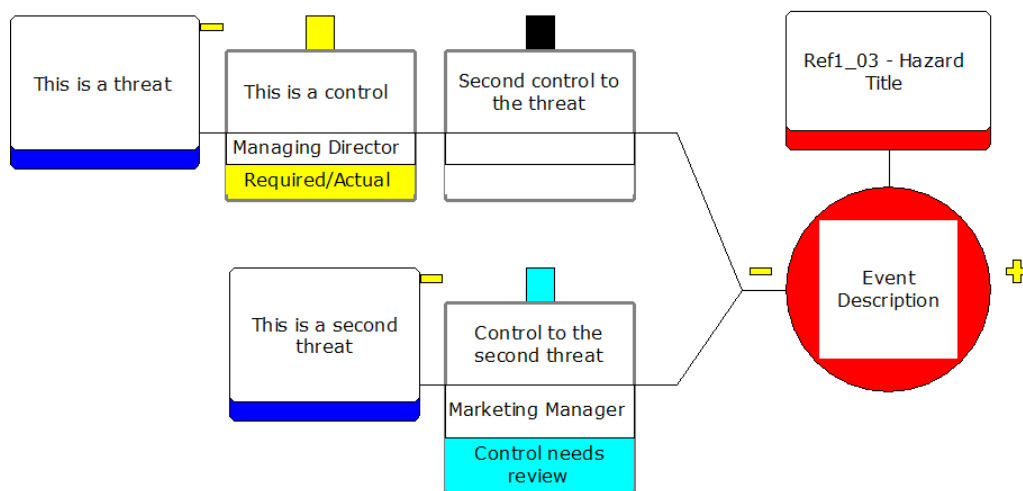 This is a threat
This is a control
Managing Director
Required/Actual
Second control to
the threat
Ref1_03 - Hazard
Title
This is a second
threat
Control to the
second threat
Marketing Manager
Control needs
review
Event
Description